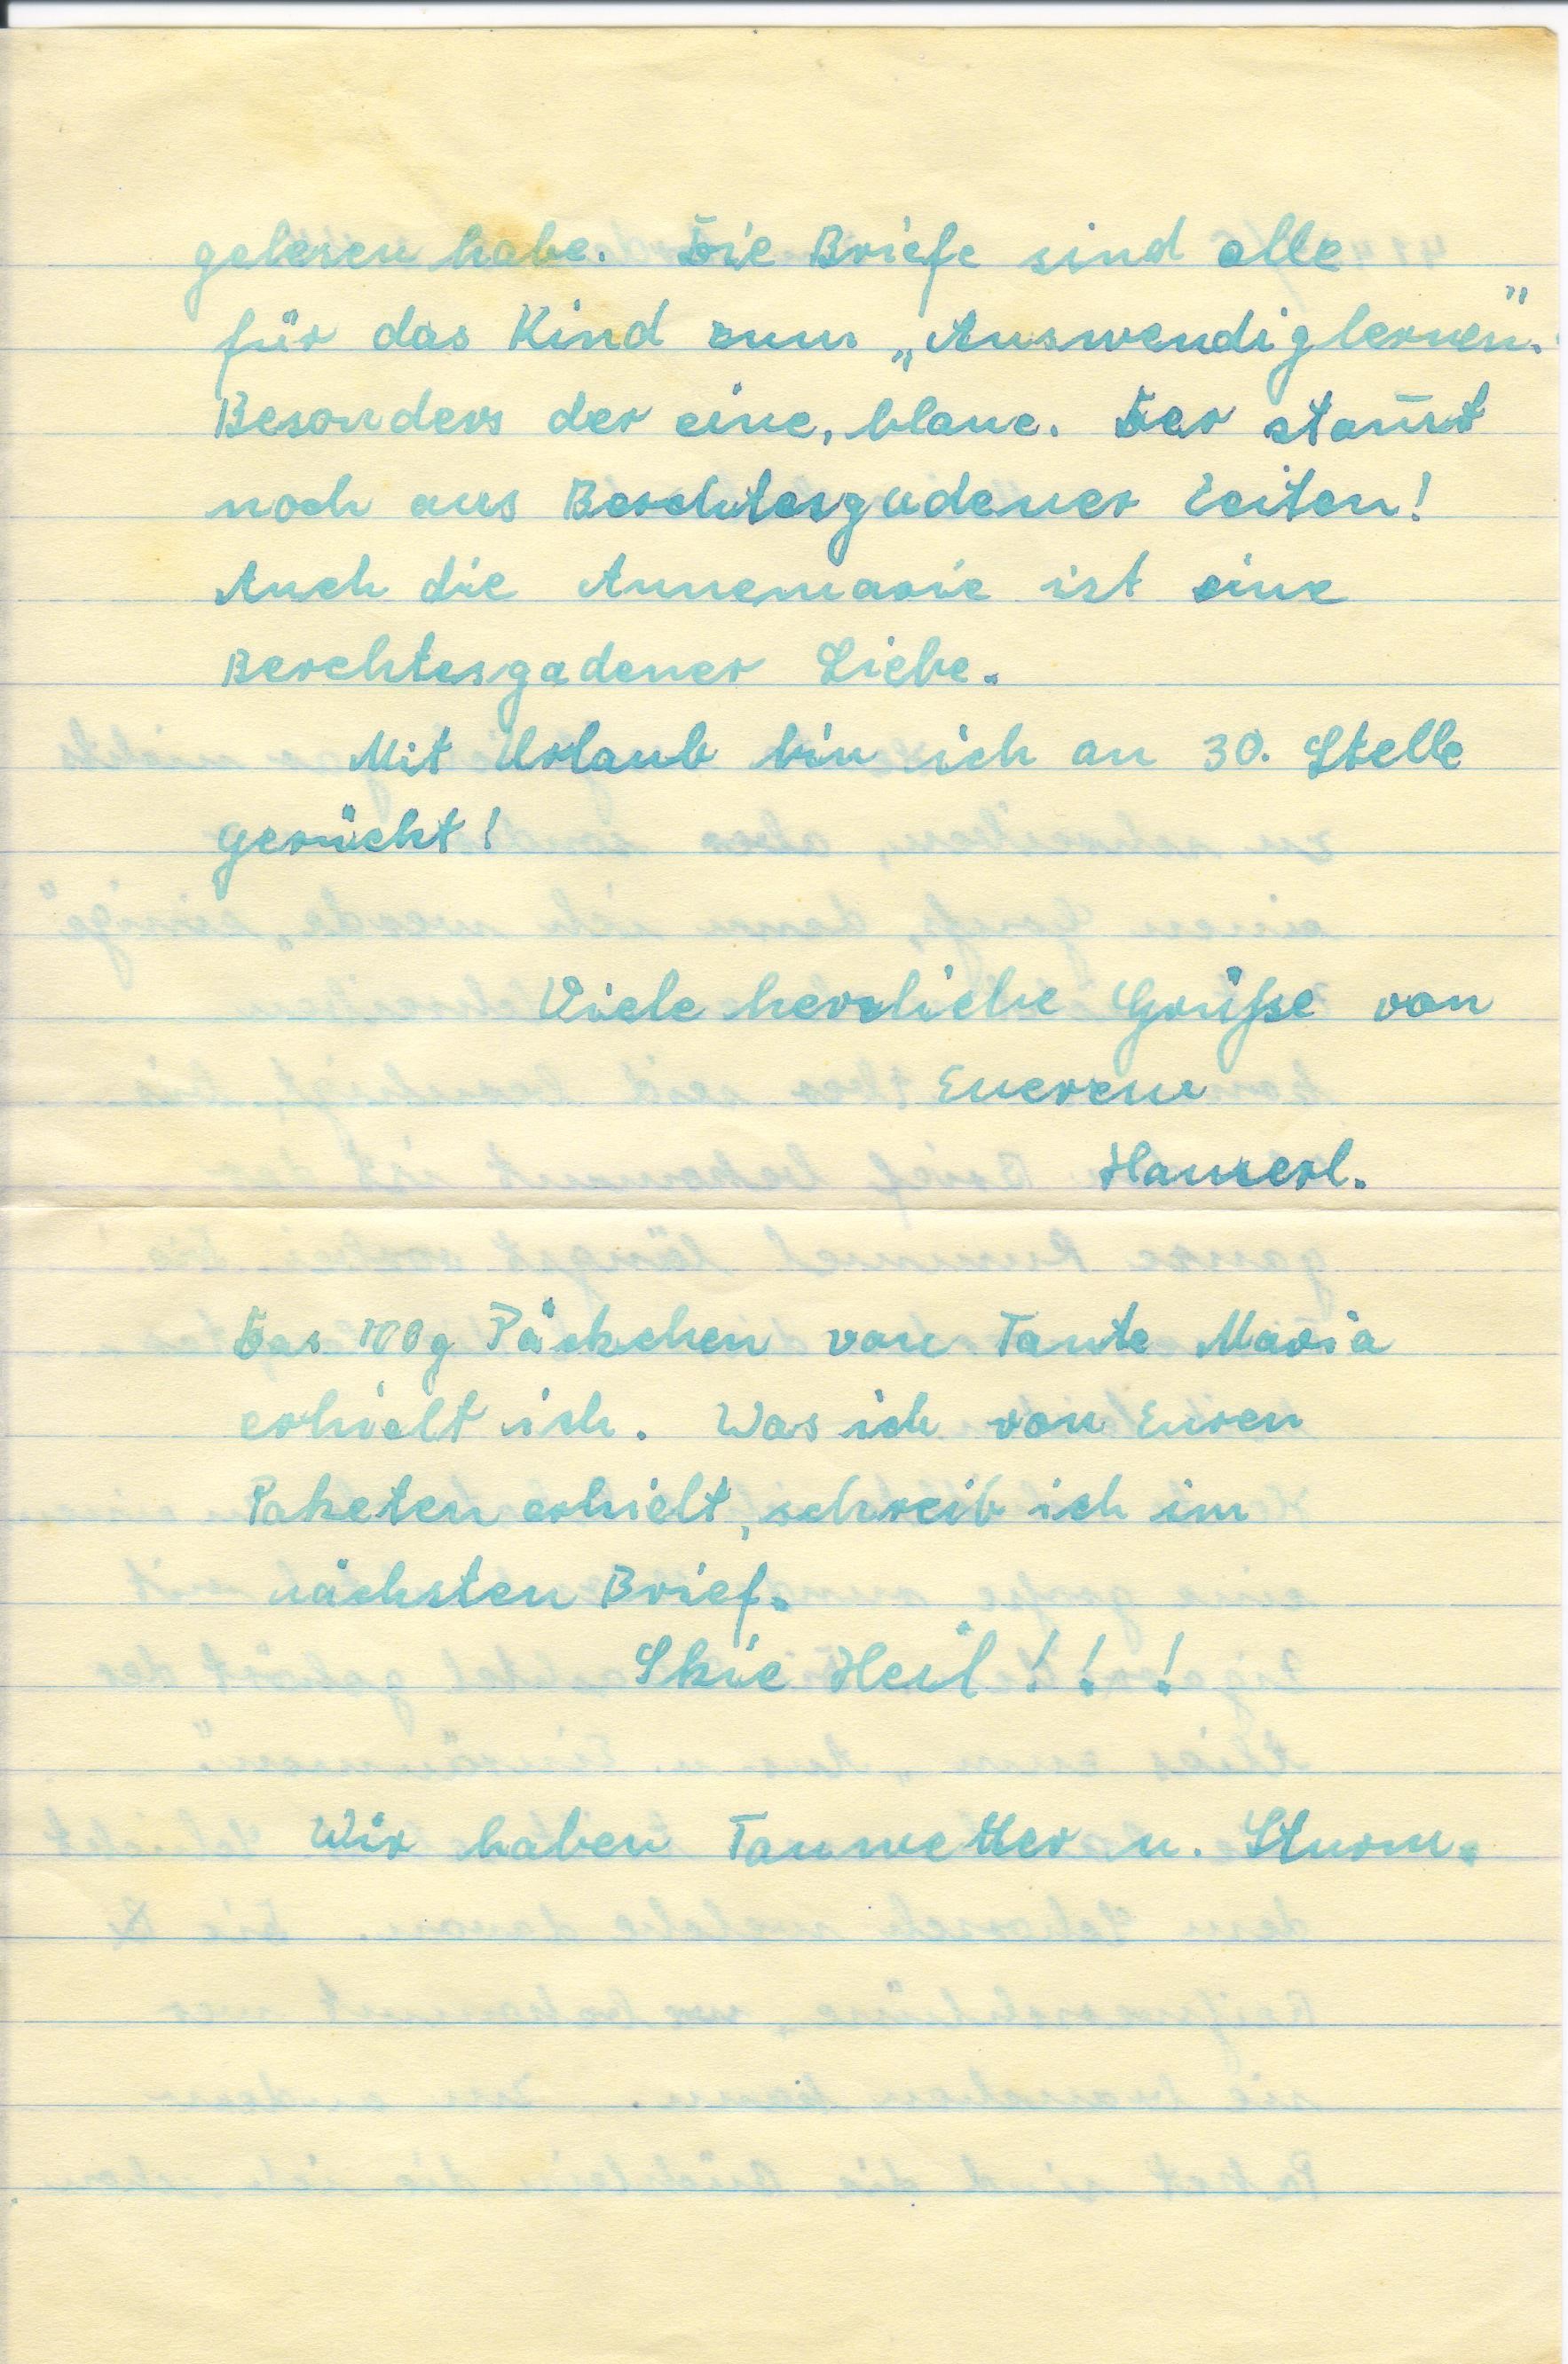 gelesen habe. Die Briefe sind alle
für das Kind zum „Auswendiglernen".
Besonders der eine, blaue. Der stam̄t
noch aus Berchtesgadener Zeiten!
Auch die Annemarie ist eine
Berchtesgadener Liebe.
Mit Urlaub bin ich an 30. Stelle
gerückt!
Viele herzliche Grüße von
Euerem
Hanserl.
Das 100g Päckchen von Tante Maria
erhielt ich. Was ich von Euren
Paketen erhielt, schreib ich im
nächsten Brief.
Skie Heil!!!
Wir haben Tauwetter u. Sturm.